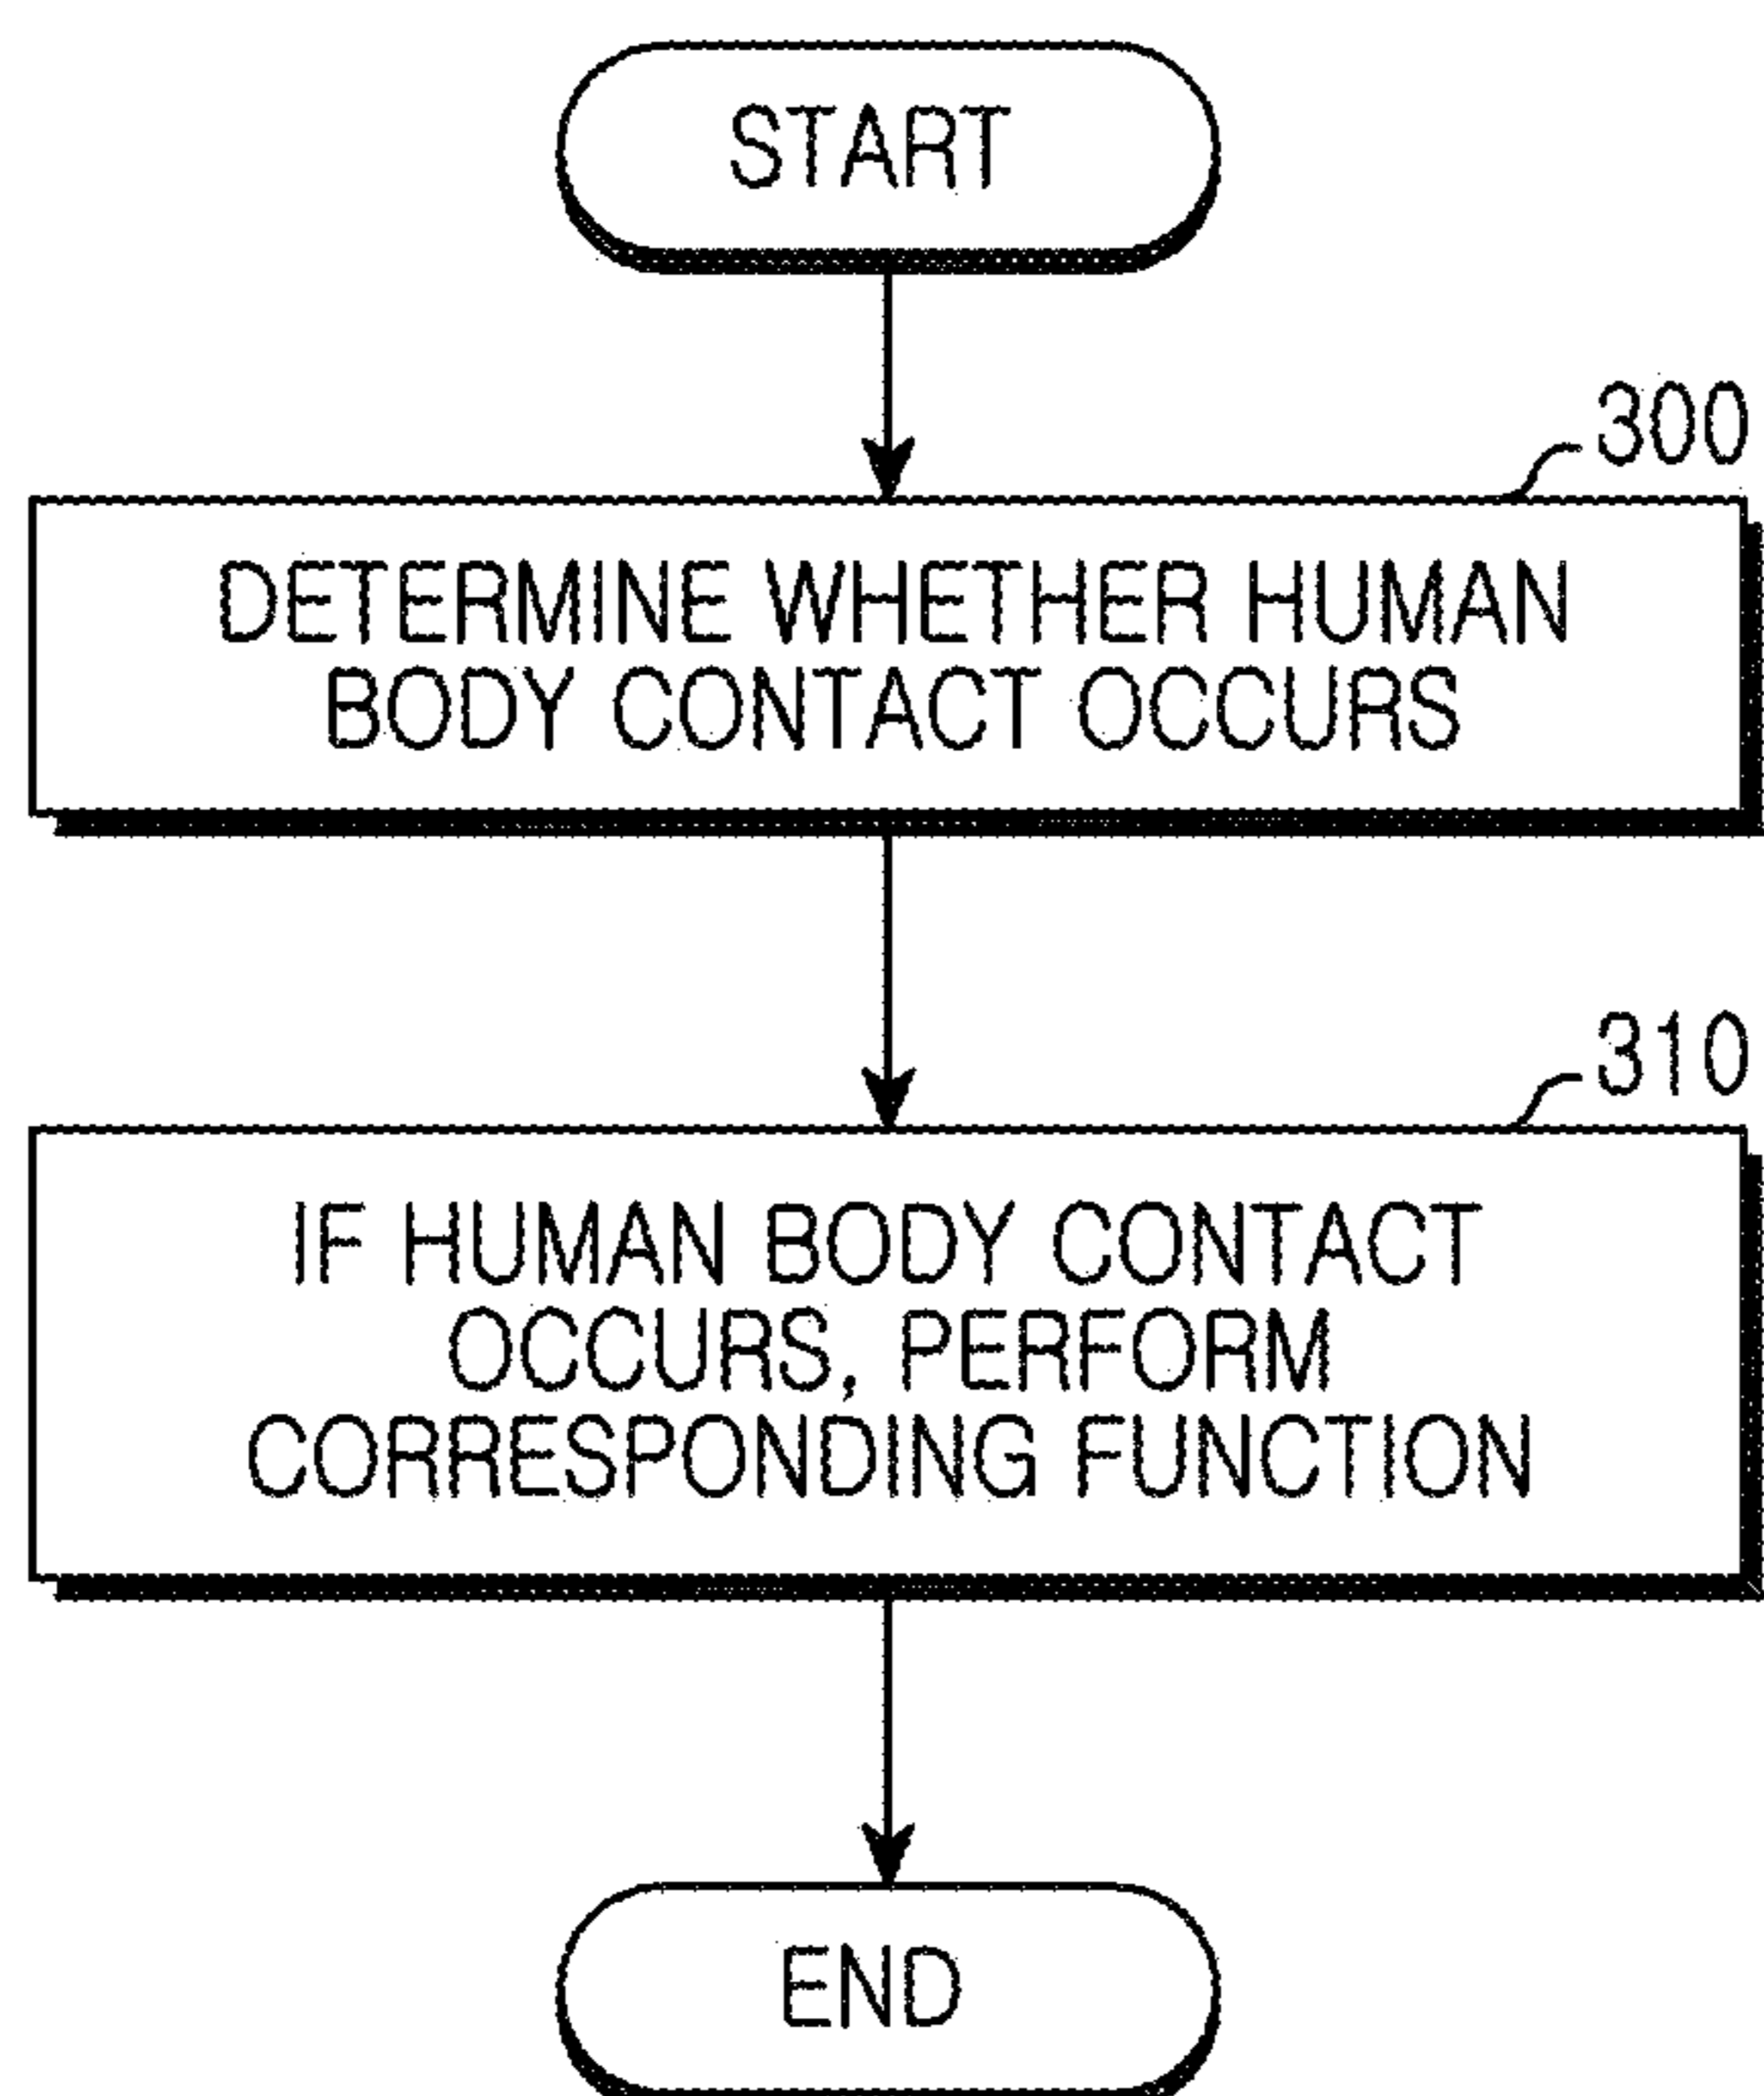 START
300
DETERMINE WHETHER HUMAN
BODY CONTACT OCCURS
310
IF HUMAN BODY CONTACT
OCCURS, PERFORM
CORRESPONDING FUNCTION
END